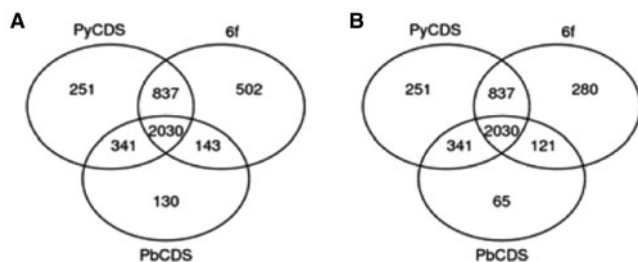 A
PyCDS 6f
251 837 502
2030
341 143
130
PbCDS
B
PyCDS 6f
251 837 280
2030
341 121
65
PbCDS